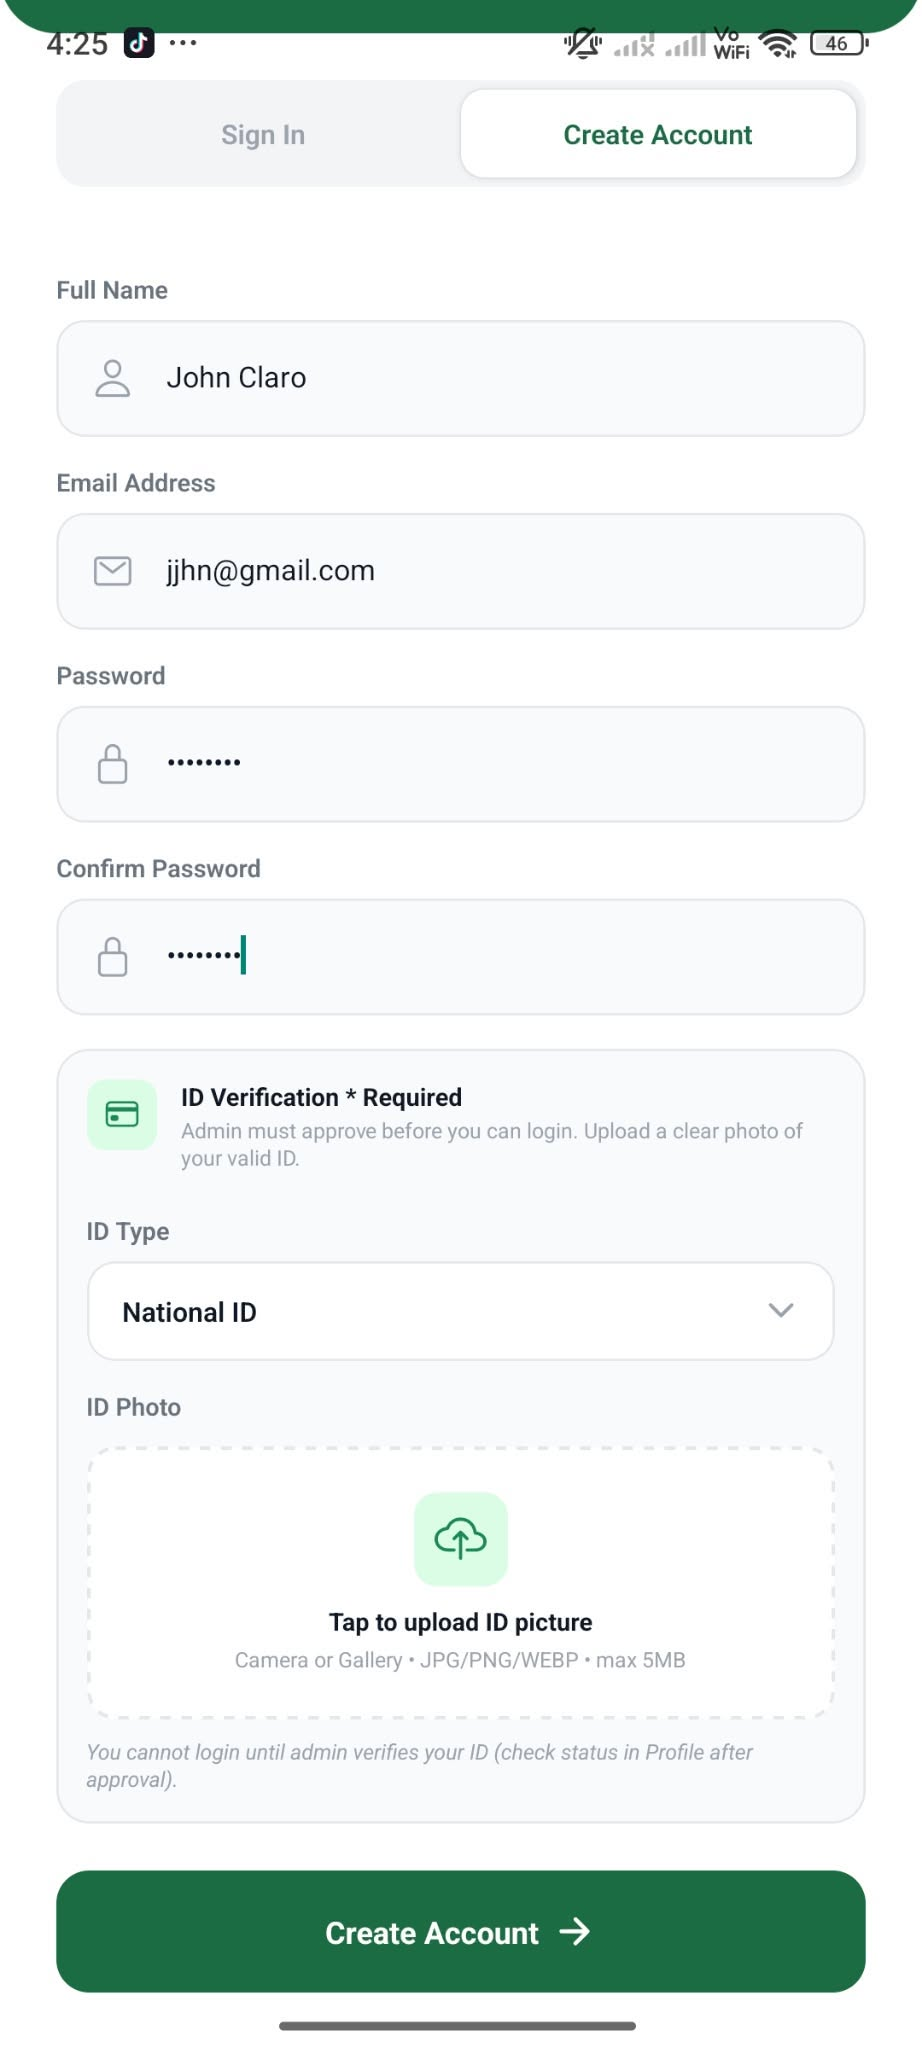 4:25
Vo
WiFi
46
Sign In
Create Account
Full Name
John Claro
Email Address
jjhn@gmail.com
Password
••••••••
Confirm Password
••••••••
ID Verification * Required
Admin must approve before you can login. Upload a clear photo of
your valid ID.
ID Type
National ID
ID Photo
Tap to upload ID picture
Camera or Gallery • JPG/PNG/WEBP • max 5MB
You cannot login until admin verifies your ID (check status in Profile after
approval).
Create Account →